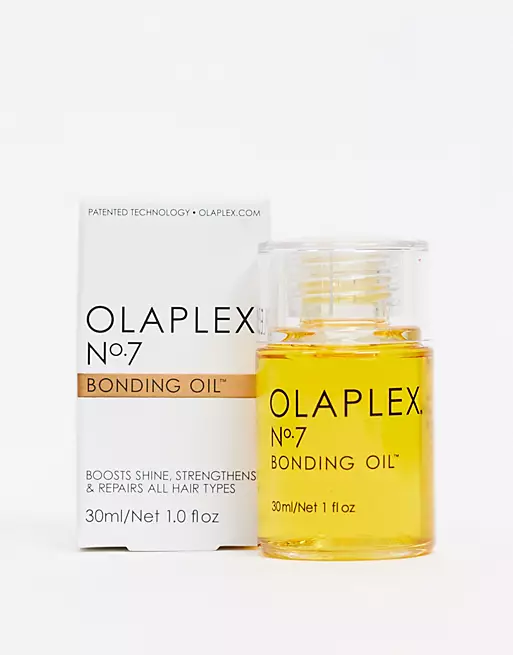 PATENTED TECHNOLOGY • OLAPLEX.COM
OLAPLEX
Nº.7
BONDING OIL™
BOOSTS SHINE, STRENGTHENS
& REPAIRS ALL HAIR TYPES
30ml/Net 1.0 fl oz
OLAPLEX.
Nº.7
BONDING OIL™
30ml/Net 1 fl oz